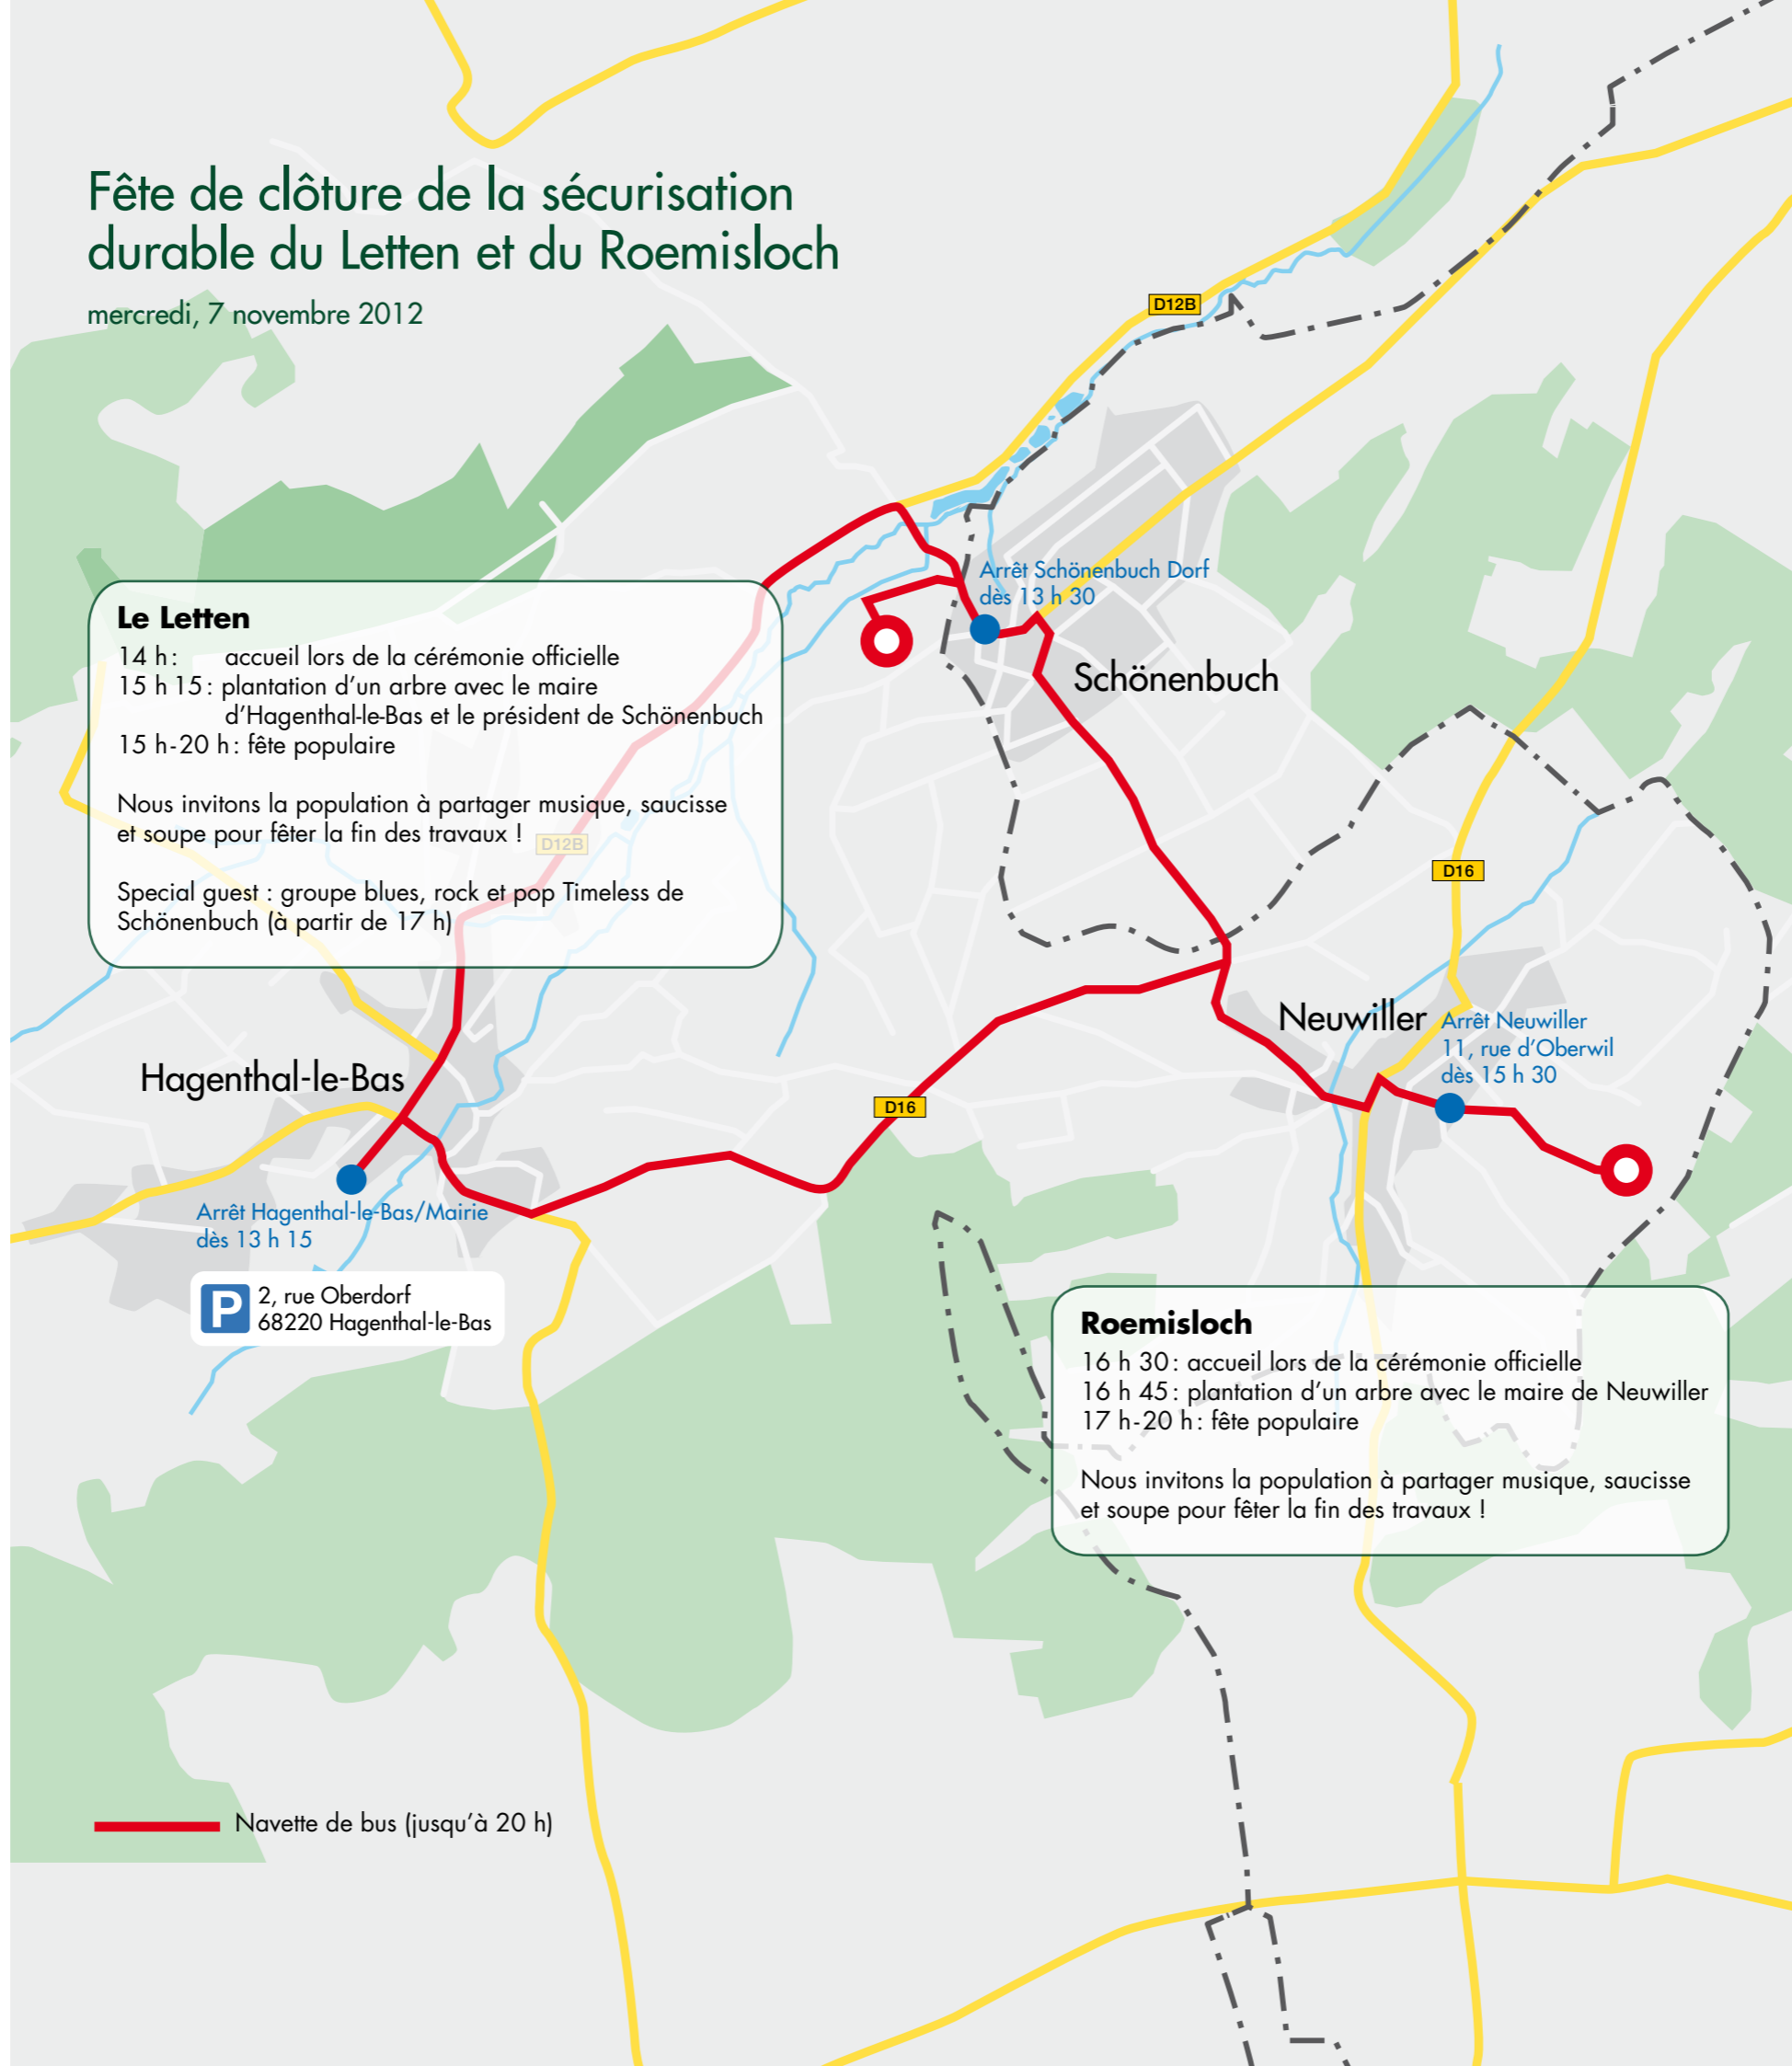 Fête de clôture de la sécurisation
durable du Letten et du Roemisloch
mercredi, 7 novembre 2012
D12B
Arrêt Schönenbuch Dorf
dès 13 h 30
Schönenbuch
Le Letten
14 h : accueil lors de la cérémonie officielle
15 h 15 : plantation d’un arbre avec le maire
d’Hagenthal-le-Bas et le président de Schönenbuch
15 h - 20 h : fête populaire
Nous invitons la population à partager musique, saucisse
et soupe pour fêter la fin des travaux !
D12B
Special guest : groupe blues, rock et pop Timeless de
Schönenbuch (à partir de 17 h)
D16
Neuwiller
Arrêt Neuwiller
11, rue d’Oberwil
dès 15 h 30
Hagenthal-le-Bas
D16
Arrêt Hagenthal-le-Bas/Mairie
dès 13 h 15
P
2, rue Oberdorf
68220 Hagenthal-le-Bas
Roemisloch
16 h 30 : accueil lors de la cérémonie officielle
16 h 45 : plantation d’un arbre avec le maire de Neuwiller
17 h - 20 h : fête populaire
Nous invitons la population à partager musique, saucisse
et soupe pour fêter la fin des travaux !
Navette de bus (jusqu’à 20 h)